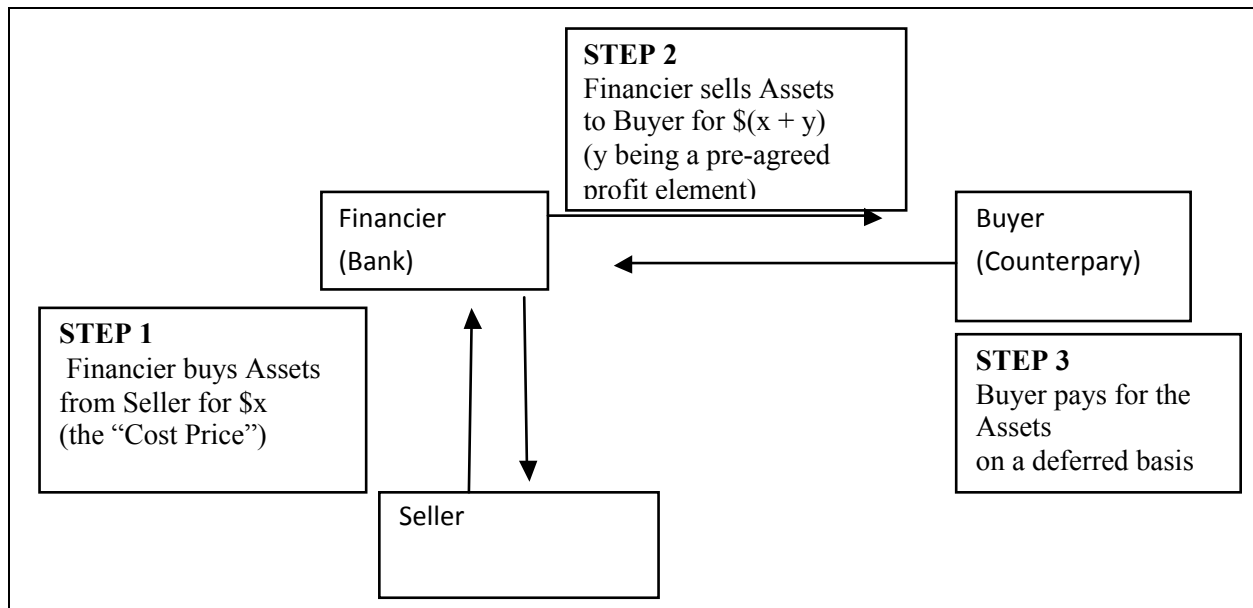 STEP 2
Financier sells Assets
to Buyer for $(x + y)
(y being a pre-agreed
profit element)
Financier
(Bank)
Buyer
(Counterpary)
STEP 1
Financier buys Assets
from Seller for $x
(the “Cost Price”)
STEP 3
Buyer pays for the
Assets
on a deferred basis
Seller